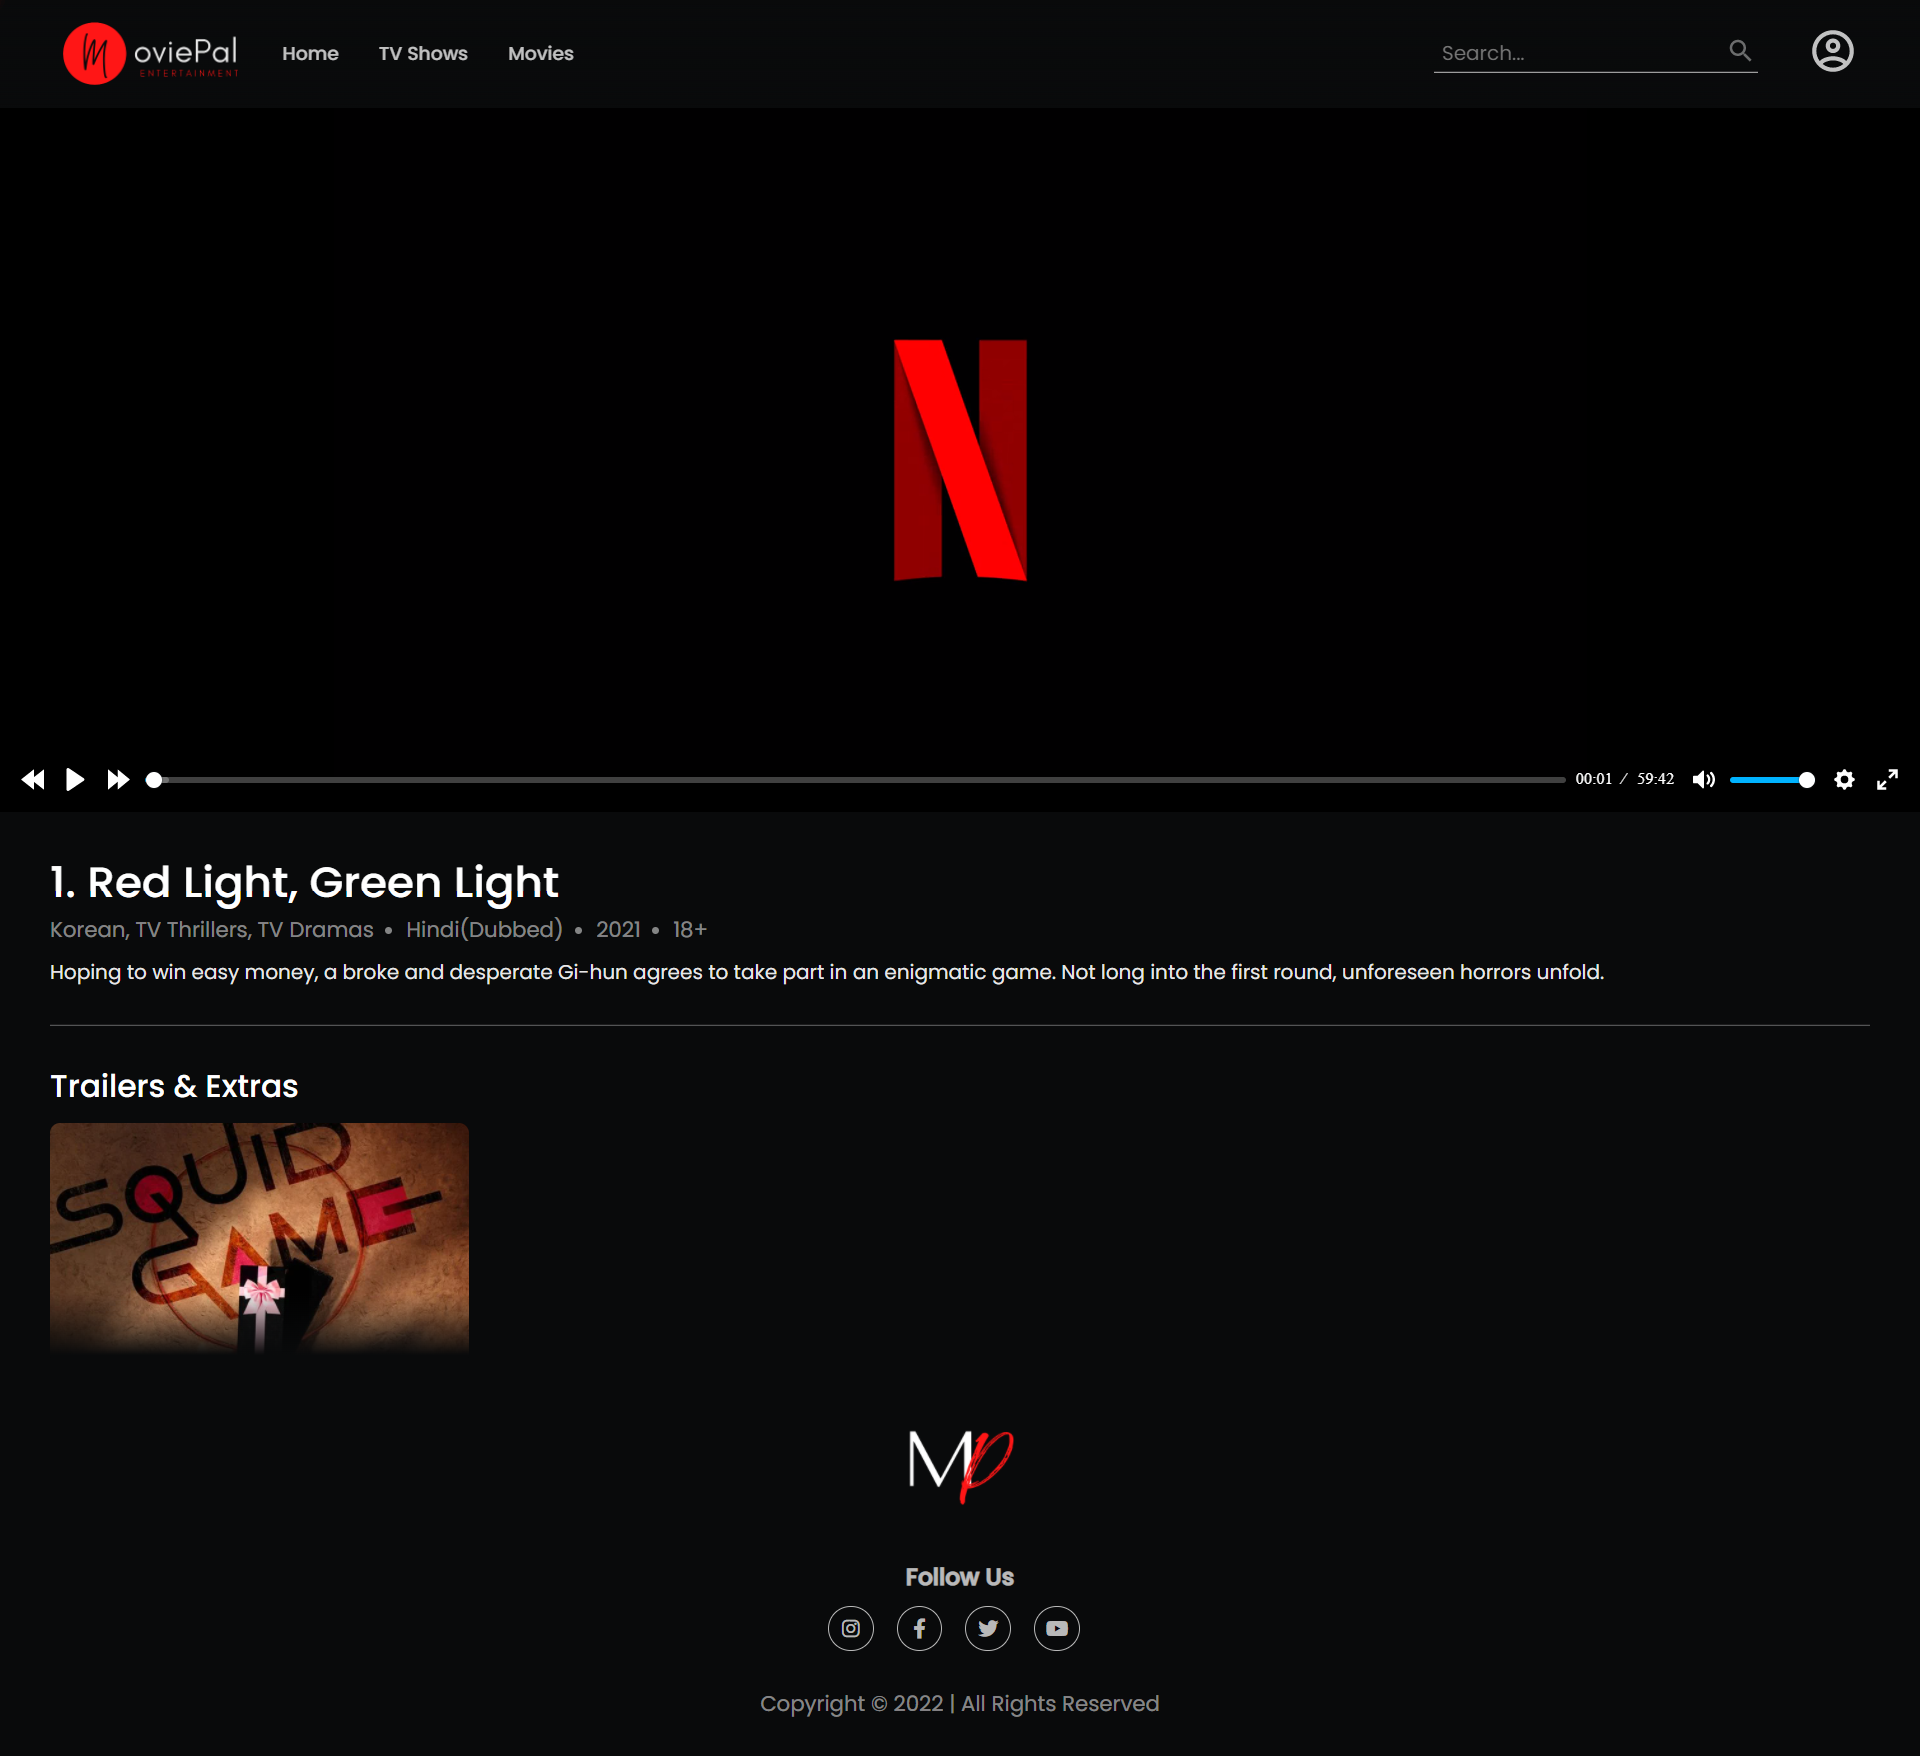 MoviePal
ENTERTAINMENT
Home
TV Shows
Movies
Search...
N
00:01 / 59:42
1. Red Light, Green Light
Korean, TV Thrillers, TV Dramas • Hindi(Dubbed) • 2021 • 18+
Hoping to win easy money, a broke and desperate Gi-hun agrees to take part in an enigmatic game. Not long into the first round, unforeseen horrors unfold.
Trailers & Extras
SQUID
GAME
MP
Follow Us
Copyright © 2022 | All Rights Reserved